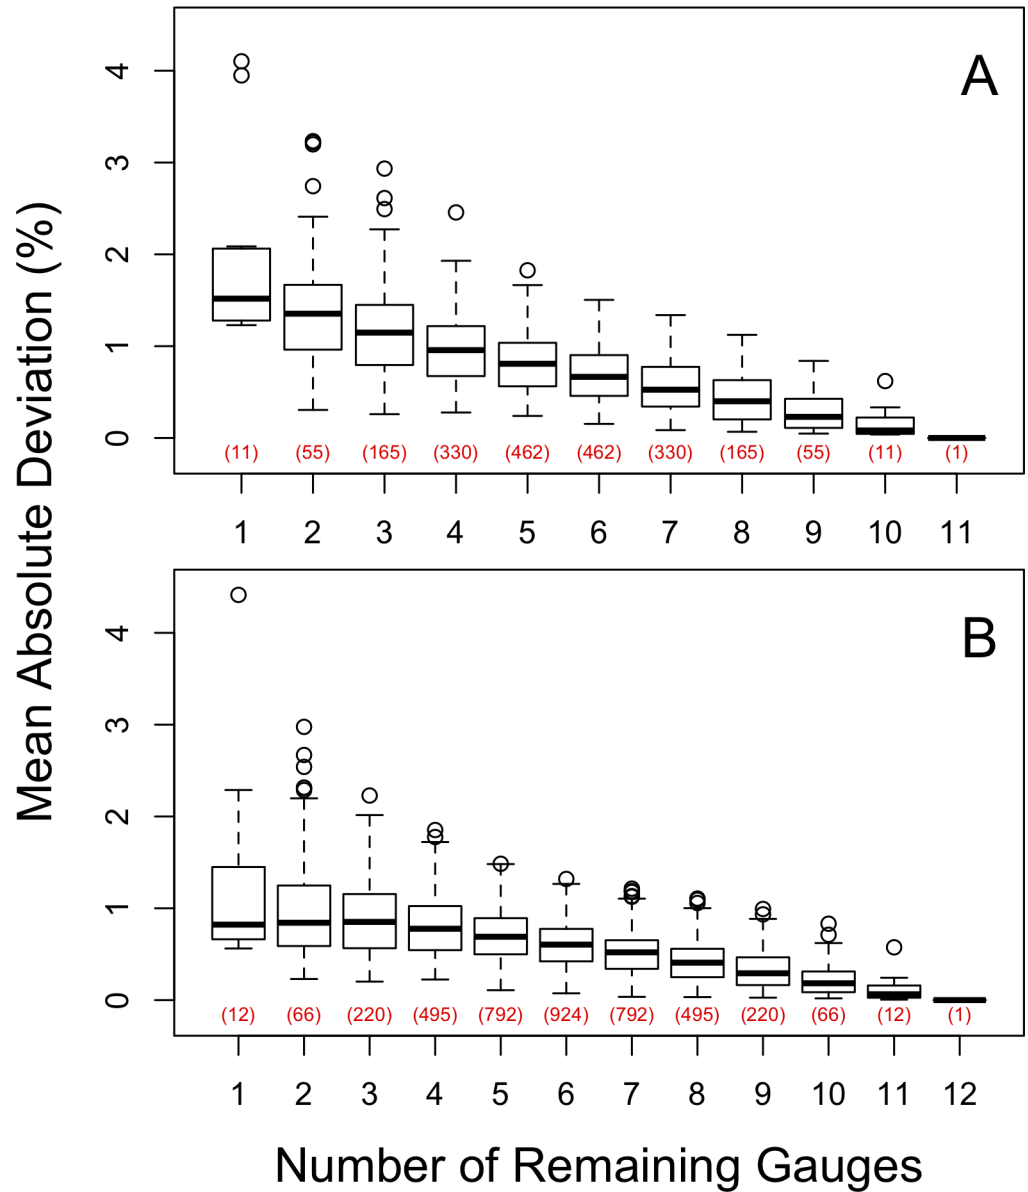 Mean Absolute Deviation (%)
A
4
3
2
1
0
(11) (55) (165) (330) (462) (462) (330) (165) (55) (11) (1)
1 2 3 4 5 6 7 8 9 10 11
B
4
3
2
1
0
(12) (66) (220) (495) (792) (924) (792) (495) (220) (66) (12) (1)
1 2 3 4 5 6 7 8 9 10 11 12
Number of Remaining Gauges